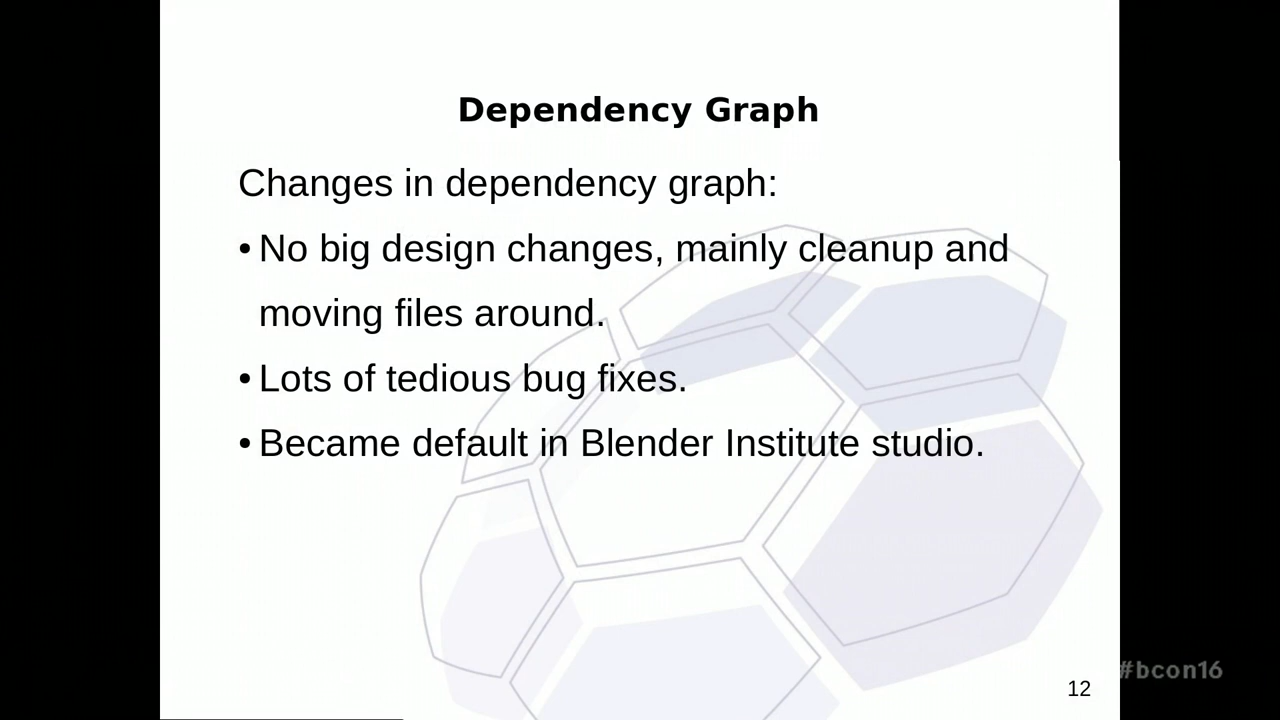 Dependency Graph
Changes in dependency graph:
• No big design changes, mainly cleanup and
moving files around.
• Lots of tedious bug fixes.
• Became default in Blender Institute studio.
12
#bcon16